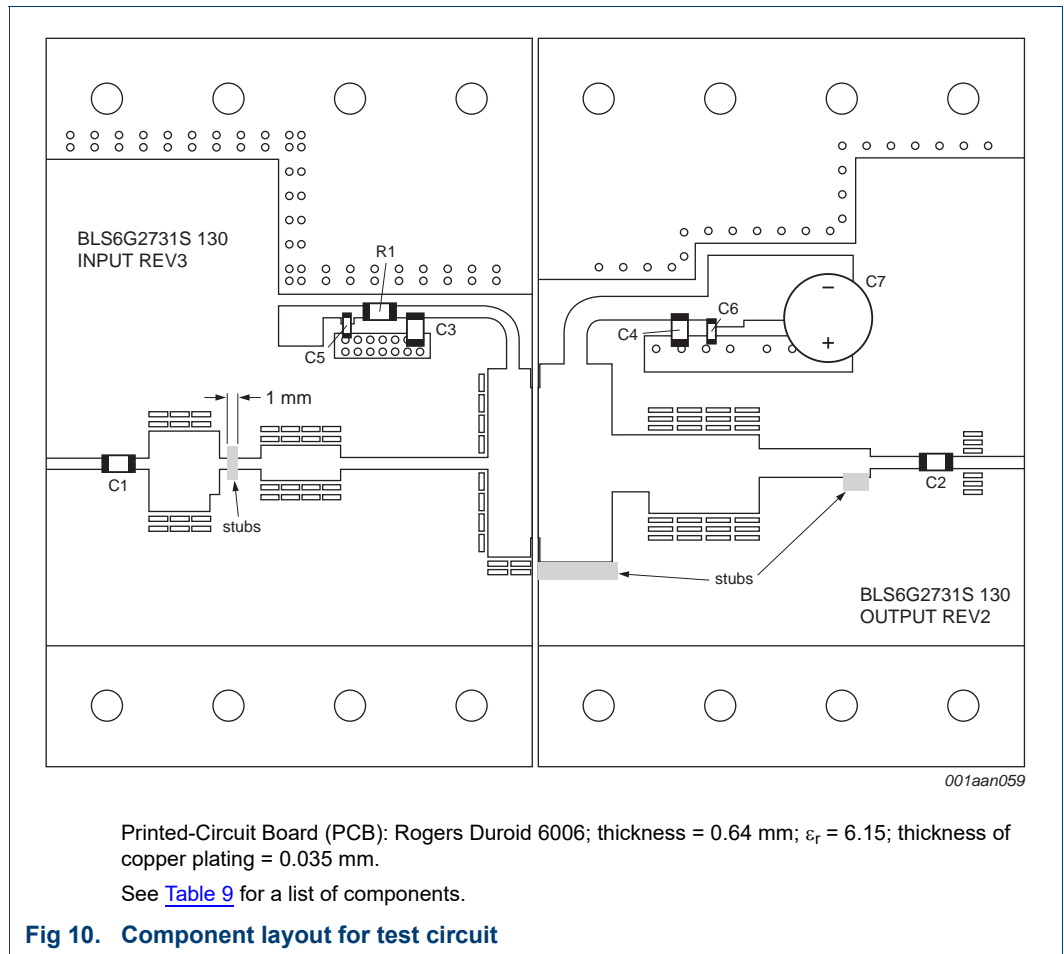 BLS6G2731S 130
INPUT REV3
R1
C5
C3
1 mm
C1
stubs
C7
−
+
C6
C4
C2
stubs
BLS6G2731S 130
OUTPUT REV2
001aan059
Printed-Circuit Board (PCB): Rogers Duroid 6006; thickness = 0.64 mm; εr = 6.15; thickness of
copper plating = 0.035 mm.
See Table 9 for a list of components.
Fig 10. Component layout for test circuit